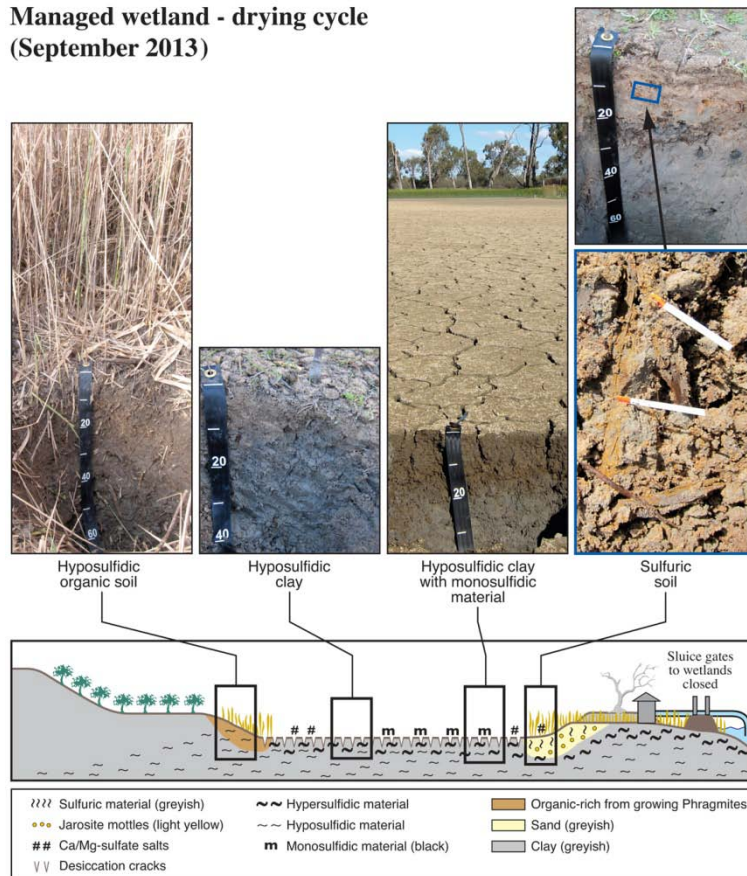 Managed wetland - drying cycle
(September 2013)
20
40
60
20
40
20
20
40
60
Hyposulfidic
organic soil
Hyposulfidic
clay
Hyposulfidic clay
with monosulfidic
material
Sulfuric
soil
Sluice gates
to wetlands
closed
## m m m m # #
Sulfuric material (greyish)
Jarosite mottles (light yellow)
## Ca/Mg-sulfate salts
Desiccation cracks
Hypersulfidic material
Hyposulfidic material
m Monosulfidic material (black)
Organic-rich from growing Phragmites
Sand (greyish)
Clay (greyish)